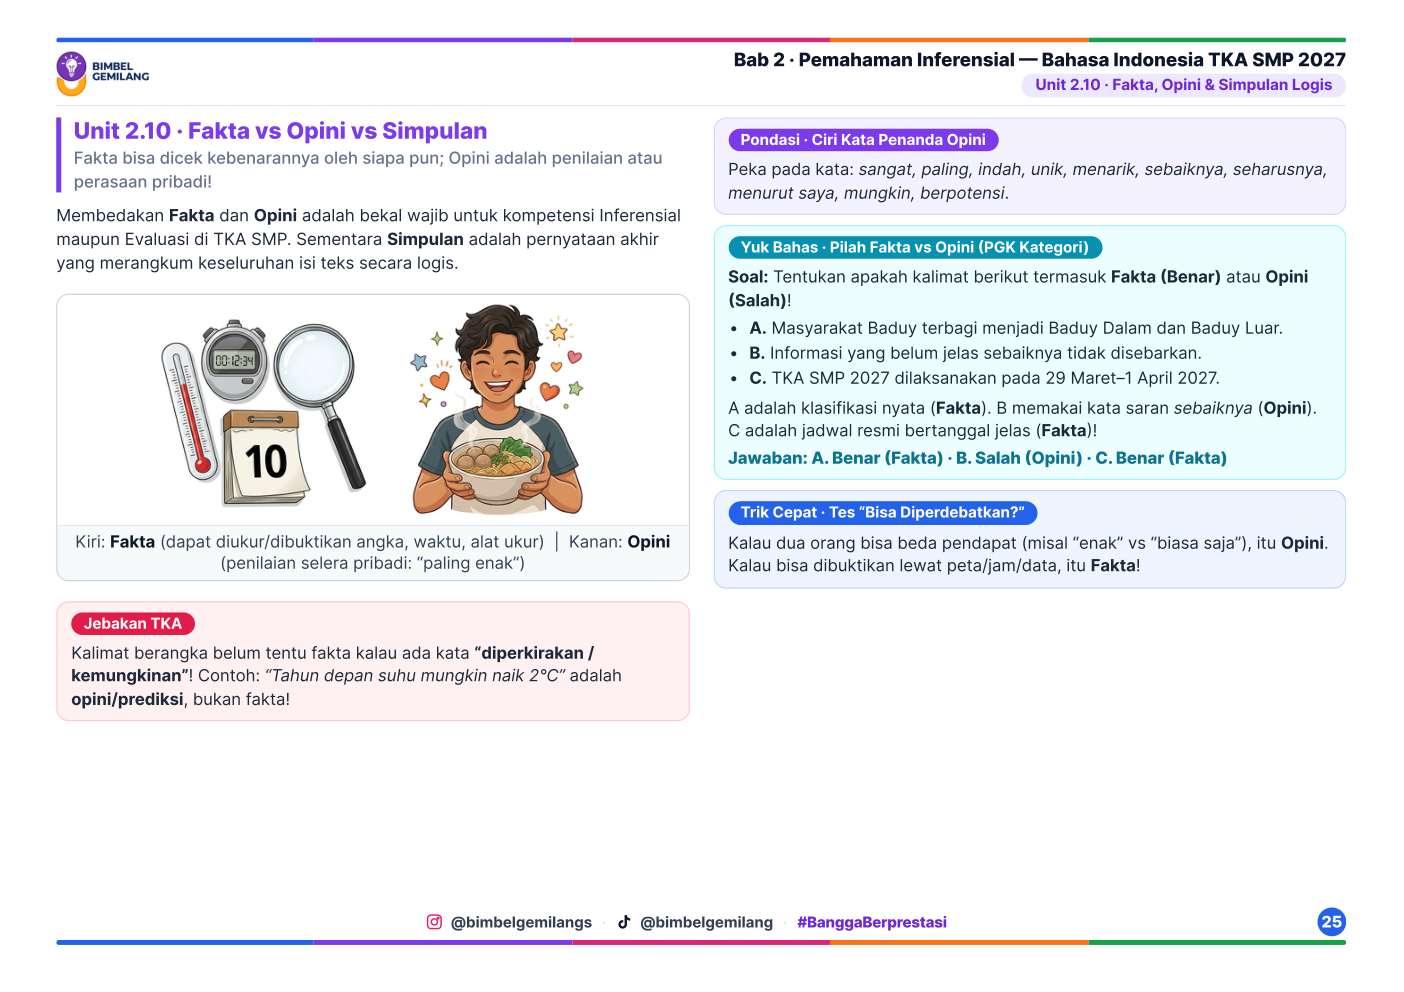 BIMBEL
GEMILANG
Bab 2 · Pemahaman Inferensial — Bahasa Indonesia TKA SMP 2027
Unit 2.10 · Fakta, Opini & Simpulan Logis
Unit 2.10 · Fakta vs Opini vs Simpulan
Fakta bisa dicek kebenarannya oleh siapa pun; Opini adalah penilaian atau
perasaan pribadi!
Membedakan Fakta dan Opini adalah bekal wajib untuk kompetensi Inferensial
maupun Evaluasi di TKA SMP. Sementara Simpulan adalah pernyataan akhir
yang merangkum keseluruhan isi teks secara logis.
00:12:34
10
Kiri: Fakta (dapat diukur/dibuktikan angka, waktu, alat ukur) | Kanan: Opini
(penilaian selera pribadi: “paling enak”)
Jebakan TKA
Kalimat berangka belum tentu fakta kalau ada kata “diperkirakan /
kemungkinan”! Contoh: “Tahun depan suhu mungkin naik 2°C” adalah
opini/prediksi, bukan fakta!
Pondasi · Ciri Kata Penanda Opini
Peka pada kata: sangat, paling, indah, unik, menarik, sebaiknya, seharusnya,
menurut saya, mungkin, berpotensi.
Yuk Bahas · Pilah Fakta vs Opini (PGK Kategori)
Soal: Tentukan apakah kalimat berikut termasuk Fakta (Benar) atau Opini
(Salah)!
• A. Masyarakat Baduy terbagi menjadi Baduy Dalam dan Baduy Luar.
• B. Informasi yang belum jelas sebaiknya tidak disebarkan.
• C. TKA SMP 2027 dilaksanakan pada 29 Maret–1 April 2027.
A adalah klasifikasi nyata (Fakta). B memakai kata saran sebaiknya (Opini).
C adalah jadwal resmi bertanggal jelas (Fakta)!
Jawaban: A. Benar (Fakta) · B. Salah (Opini) · C. Benar (Fakta)
Trik Cepat · Tes “Bisa Diperdebatkan?”
Kalau dua orang bisa beda pendapat (misal “enak” vs “biasa saja”), itu Opini.
Kalau bisa dibuktikan lewat peta/jam/data, itu Fakta!
@bimbelgemilangs · @bimbelgemilang · #BanggaBerprestasi
25